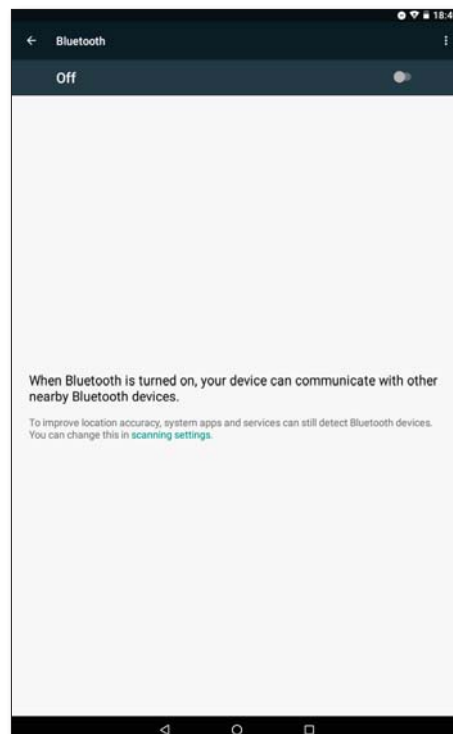 18:4
Bluetooth
Off
When Bluetooth is turned on, your device can communicate with other
nearby Bluetooth devices.
To improve location accuracy, system apps and services can still detect Bluetooth devices.
You can change this in scanning settings.